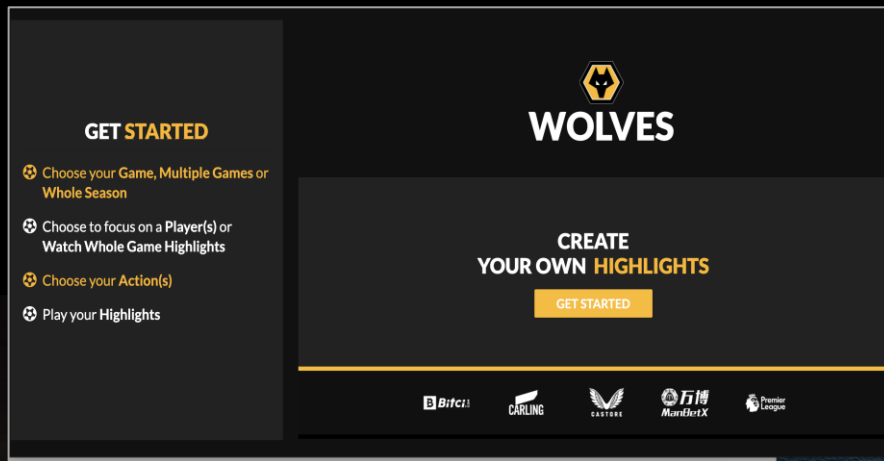 GET STARTED
Choose your Game, Multiple Games or
Whole Season
Choose to focus on a Player(s) or
Watch Whole Game Highlights
Choose your Action(s)
Play your Highlights
WOLVES
CREATE
YOUR OWN HIGHLIGHTS
GET STARTED
Bitci
CARLING
CASTORE
万博
ManBetX
Premier
League